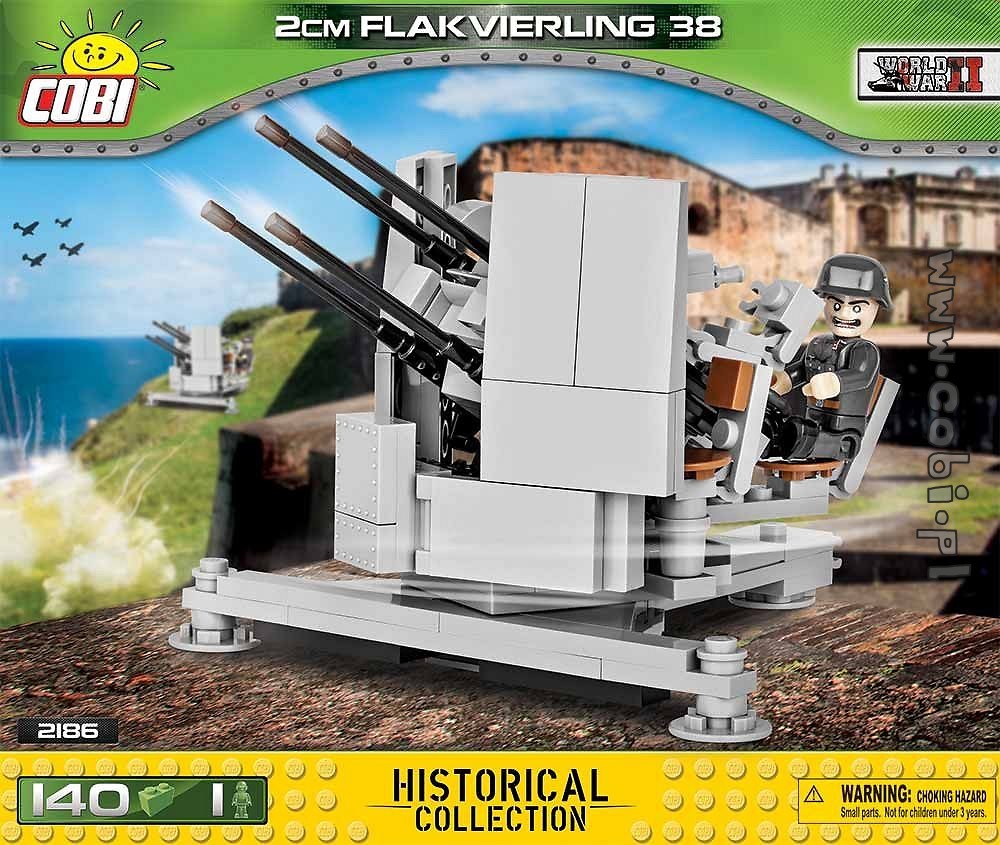 2CM FLAKVIERLING 38
COBI
WORLD
WAR II
www.cobi.pl
2186
140 1
HISTORICAL
COLLECTION
WARNING: CHOKING HAZARD
Small parts. Not for children under 3 years.